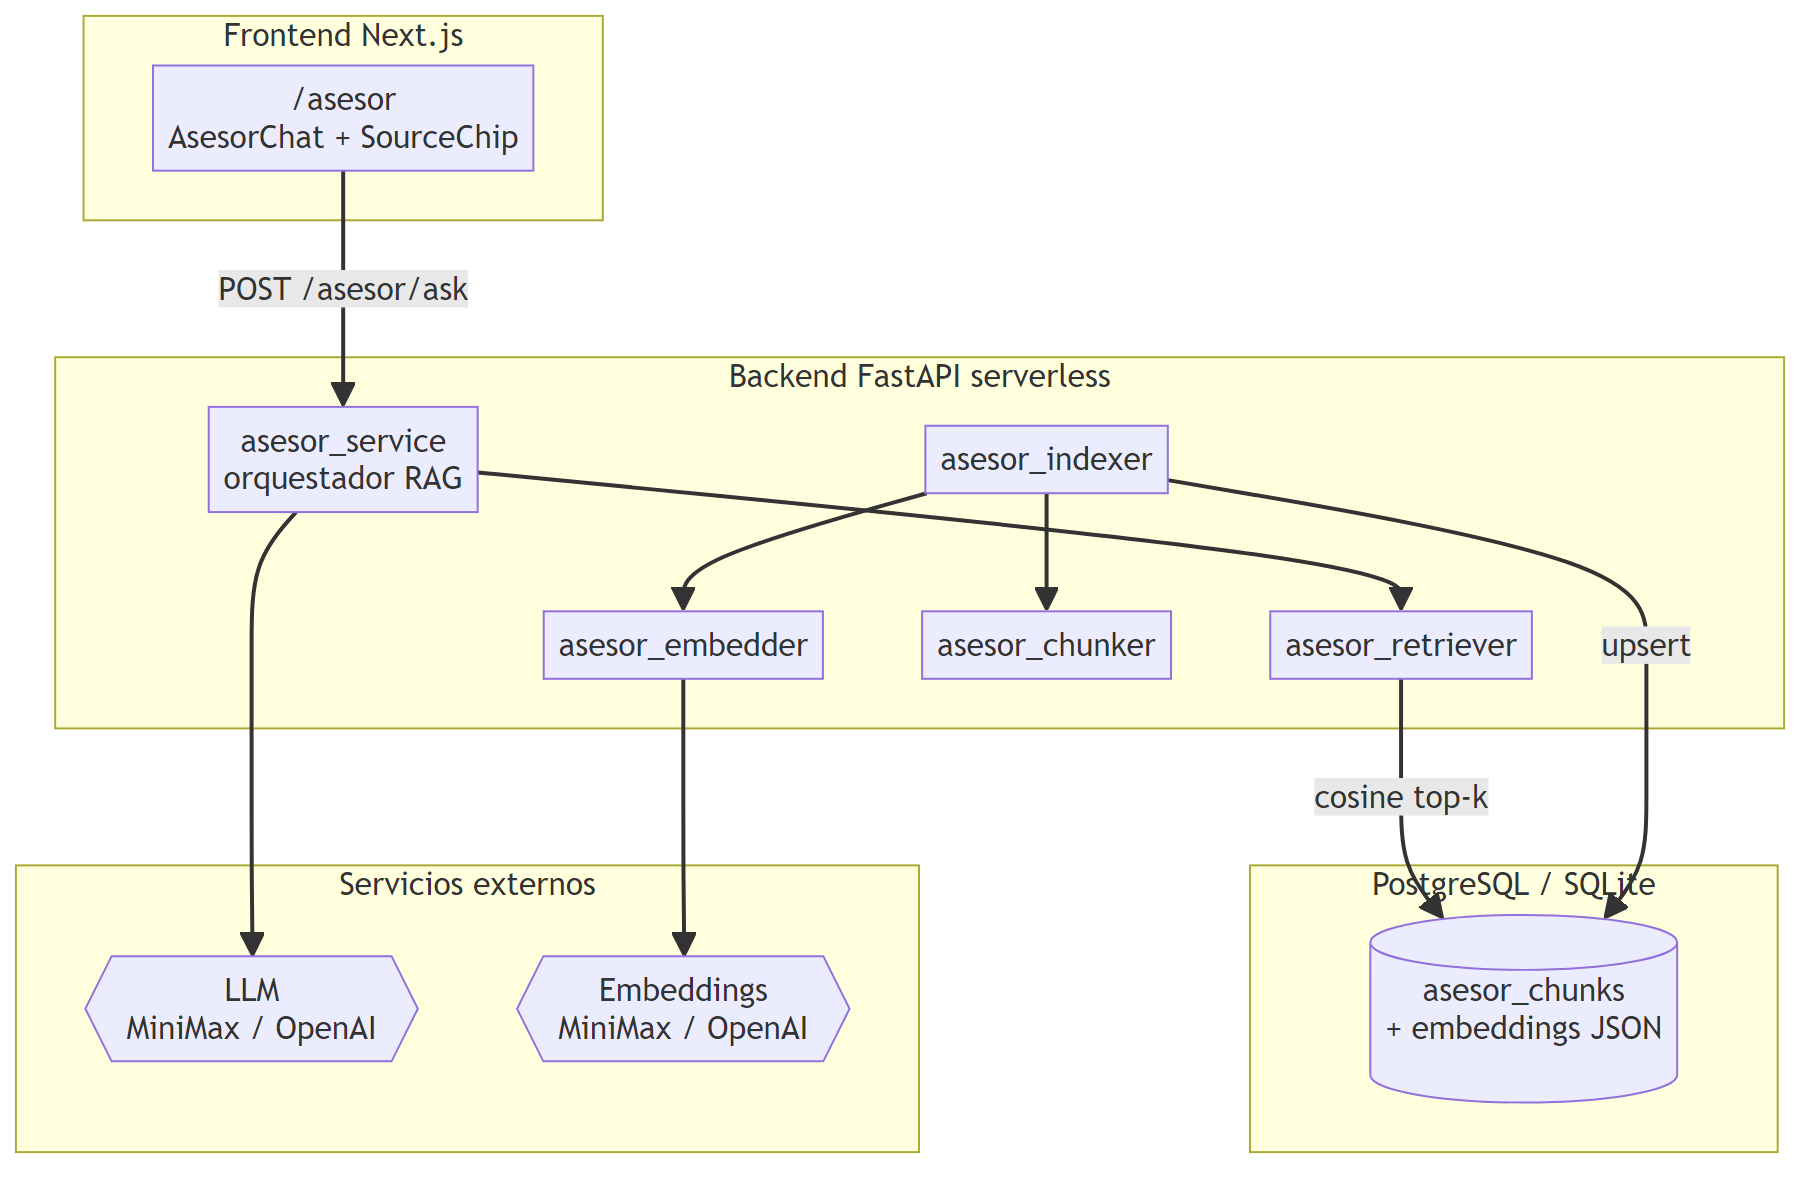 Frontend Next.js
/asesor
AsesorChat + SourceChip
POST /asesor/ask
Backend FastAPI serverless
asesor_service
orquestador RAG
asesor_indexer
asesor_embedder
asesor_chunker
asesor_retriever
upsert
cosine top-k
Servicios externos
LLM
MiniMax / OpenAI
Embeddings
MiniMax / OpenAI
PostgreSQL / SQLite
asesor_chunks
+ embeddings JSON